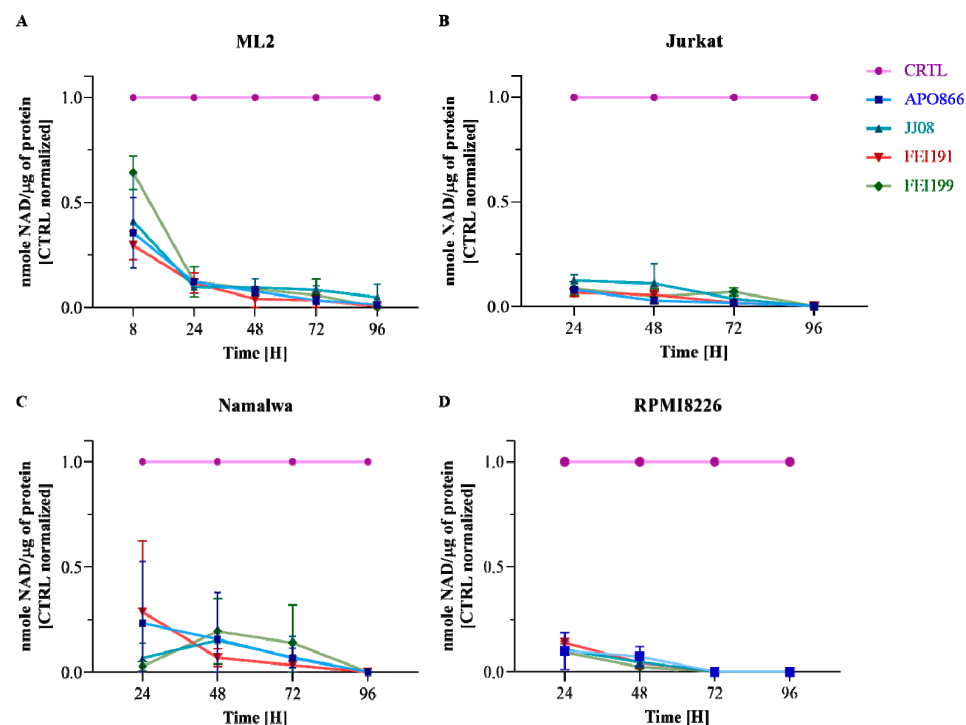 A
ML2
nmole NAD/µg of protein
[CTRL normalized]
1.0
0.5
0.0
8 24 48 72 96
Time [H]
B
Jurkat
nmole NAD/µg of protein
[CTRL normalized]
1.0
0.5
0.0
24 48 72 96
Time [H]
CRTL
APO866
JJ08
FEI191
FEI199
C
Namalwa
nmole NAD/µg of protein
[CTRL normalized]
1.0
0.5
0.0
24 48 72 96
Time [H]
D
RPMI8226
nmole NAD/µg of protein
[CTRL normalized]
1.0
0.5
0.0
24 48 72 96
Time [H]